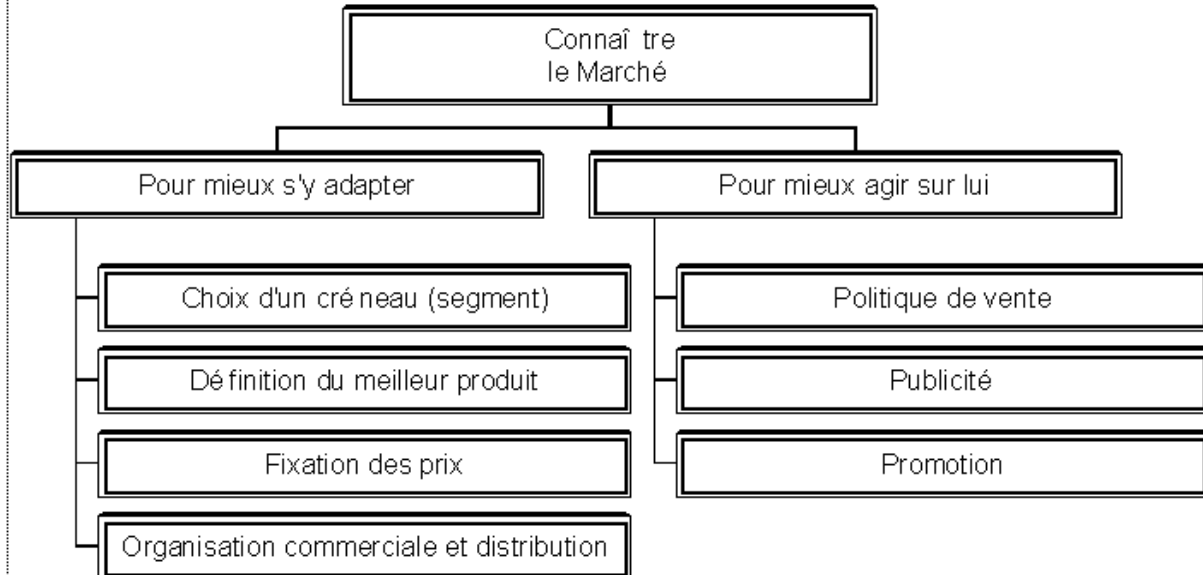 Connaî tre
le Marché
Pour mieux s'y adapter
Pour mieux agir sur lui
Choix d'un cré neau (segment)
Dé finition du meilleur produit
Fixation des prix
Organisation commerciale et distribution
Politique de vente
Publicité
Promotion